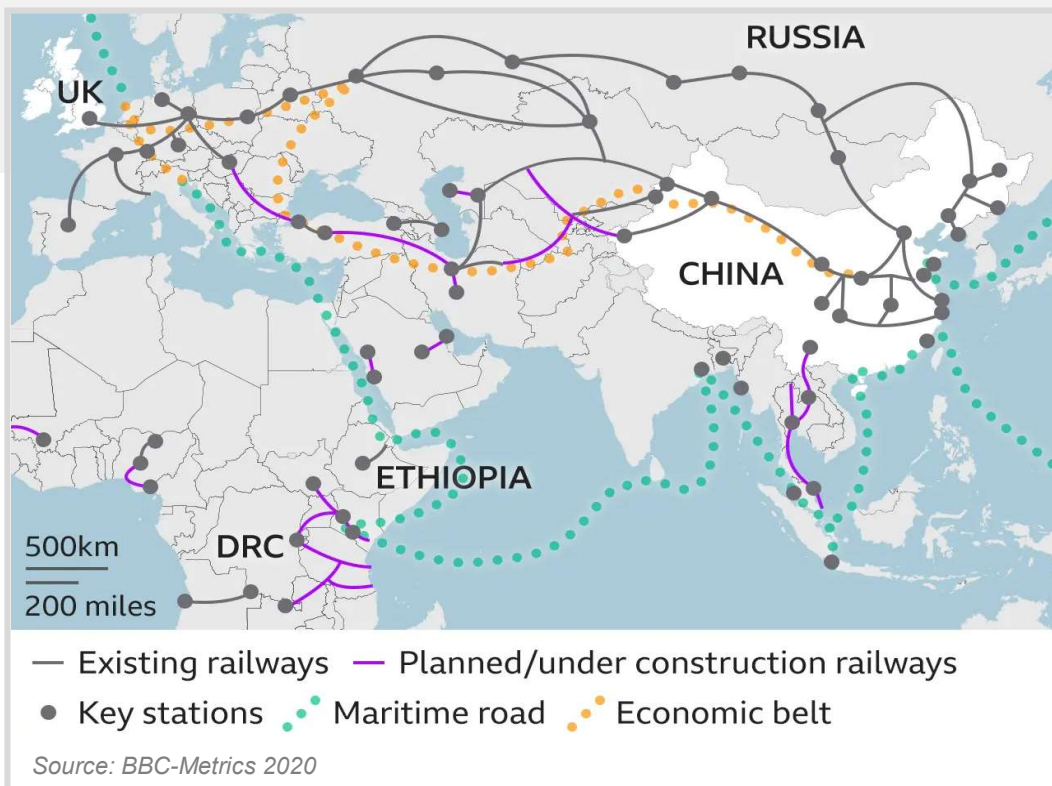 RUSSIA
UK
CHINA
ETHIOPIA
DRC
500km
200 miles
Existing railways
Planned/under construction railways
Key stations
Maritime road
Economic belt
Source: BBC-Metrics 2020